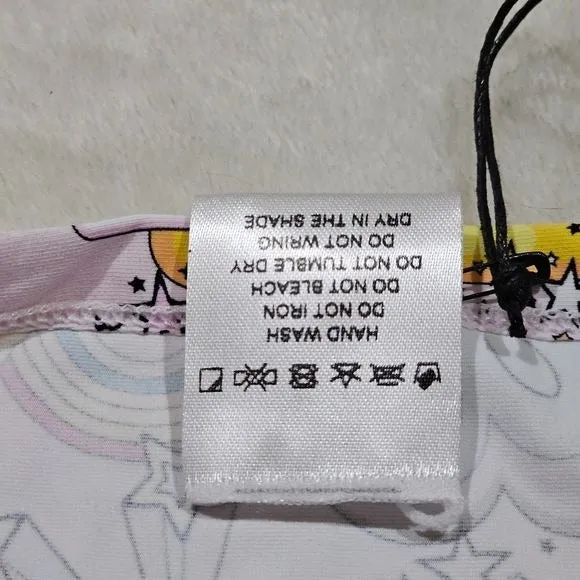 HAND WASH
DO NOT IRON
DO NOT BLEACH
DO NOT TUMBLE DRY
DO NOT WRING
DRY IN THE SHADE